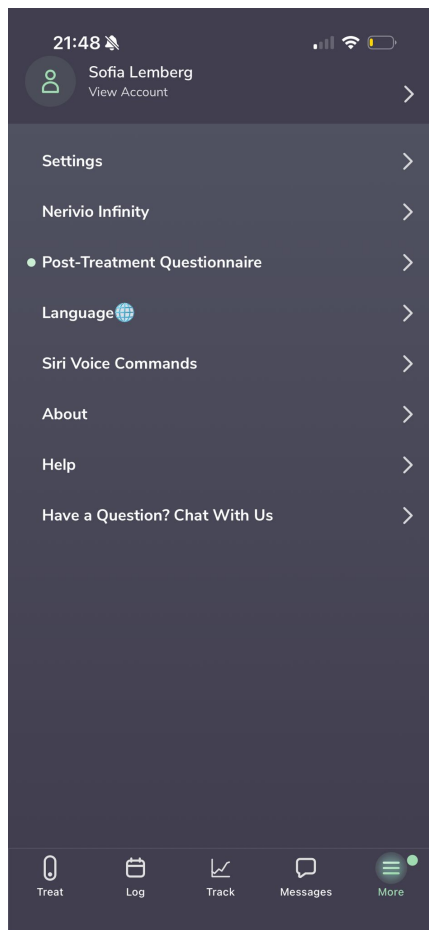 21:48
Sofia Lemberg
View Account
Settings
Nerivio Infinity
Post-Treatment Questionnaire
Language🌐
Siri Voice Commands
About
Help
Have a Question? Chat With Us
Treat Log Track Messages More